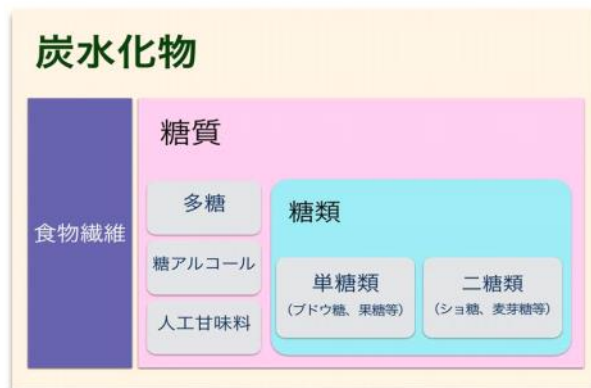 炭水化物
食物繊維
糖質
多糖
糖アルコール
人工甘味料
糖類
単糖類
(ブドウ糖、果糖等)
二糖類
(ショ糖、麦芽糖等)